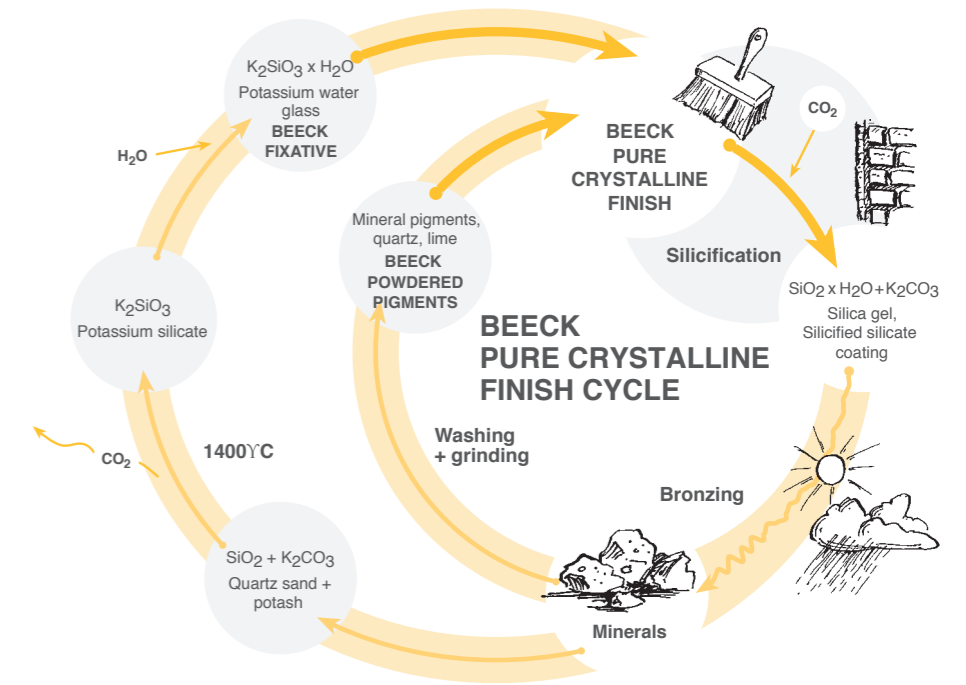 K₂SiO₃ x H₂O
Potassium water
glass
BEECK
FIXATIVE
H₂O
K₂SiO₃
Potassium silicate
CO₂
1400ϒC
SiO₂ + K₂CO₃
Quartz sand +
potash
Mineral pigments,
quartz, lime
BEECK
POWDERED
PIGMENTS
BEECK
PURE
CRYSTALLINE
FINISH
CO₂
Silicification
SiO₂ x H₂O+K₂CO₃
Silica gel,
Silicified silicate
coating
BEECK
PURE CRYSTALLINE
FINISH CYCLE
Washing
+ grinding
Bronzing
Minerals